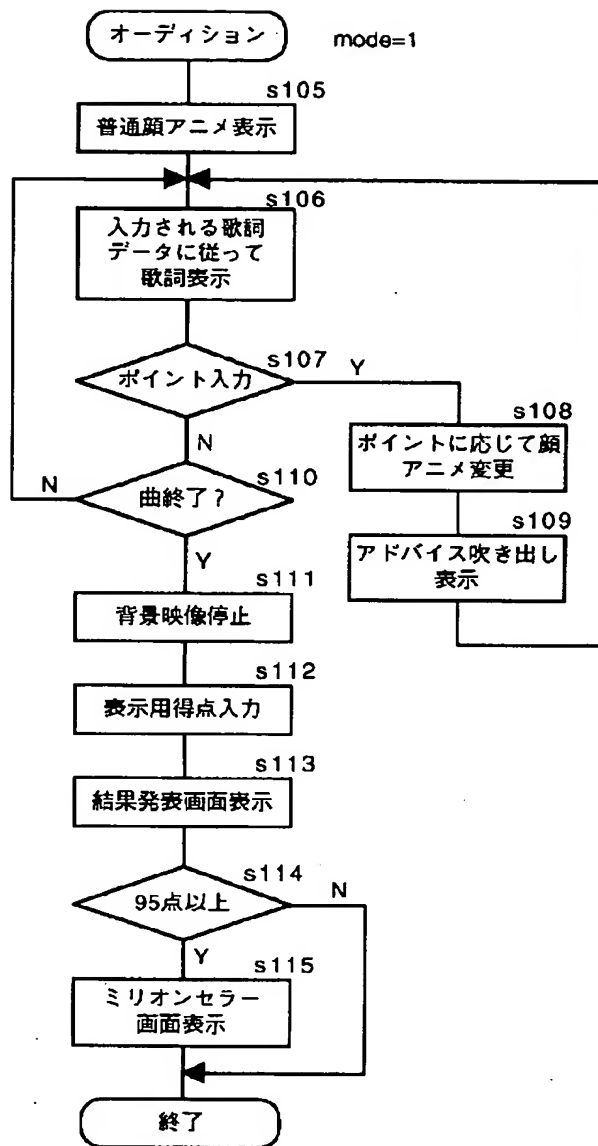 オーディション
mode=1
s105
普通顔アニメ表示
s106
入力される歌詞
データに従って
歌詞表示
s107
ポイント入力
Y
N
s108
ポイントに応じて顔
アニメ変更
s109
アドバイス吹き出し
表示
s110
曲終了?
N
Y
s111
背景映像停止
s112
表示用得点入力
s113
結果発表画面表示
s114
95点以上
N
Y
s115
ミリオンセラー
画面表示
終了